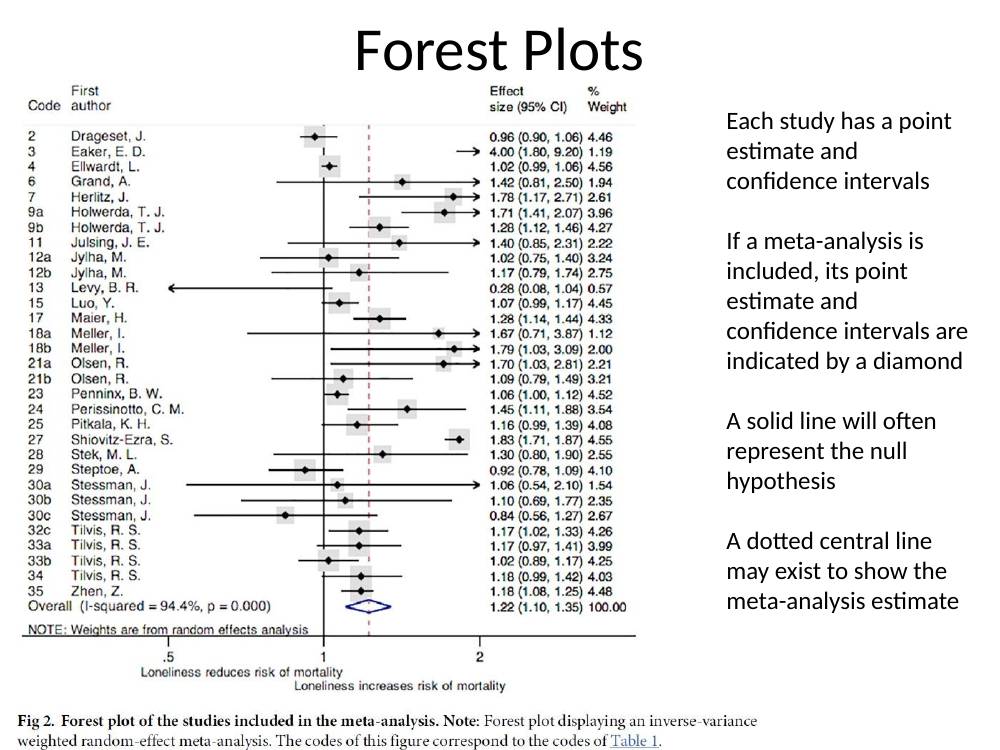 Forest Plots
First Effect %
Code author size (95% CI) Weight
2 Drageset, J. 0.96 (0.90, 1.06) 4.46
3 Eaker, E. D. 4.00 (1.80, 9.20) 1.19
4 Ellwardt, L. 1.02 (0.99, 1.06) 4.56
6 Grand, A. 1.42 (0.81, 2.50) 1.94
7 Herlitz, J. 1.78 (1.17, 2.71) 2.61
9a Holwerda, T. J. 1.71 (1.41, 2.07) 3.96
9b Holwerda, T. J. 1.28 (1.12, 1.46) 4.27
11 Julsing, J. E. 1.40 (0.85, 2.31) 2.22
12a Jylha, M. 1.02 (0.75, 1.40) 3.24
12b Jylha, M. 1.17 (0.79, 1.74) 2.75
13 Levy, B. R. 0.28 (0.08, 1.04) 0.57
15 Luo, Y. 1.07 (0.99, 1.17) 4.45
17 Maier, H. 1.28 (1.14, 1.44) 4.33
18a Meller, I. 1.67 (0.71, 3.87) 1.12
18b Meller, I. 1.79 (1.03, 3.09) 2.00
21a Olsen, R. 1.70 (1.03, 2.81) 2.21
21b Olsen, R. 1.09 (0.79, 1.49) 3.21
23 Penninx, B. W. 1.06 (1.00, 1.12) 4.52
24 Perissinotto, C. M. 1.45 (1.11, 1.88) 3.54
25 Pitkala, K. H. 1.16 (0.99, 1.39) 4.08
27 Shiovitz-Ezra, S. 1.83 (1.71, 1.87) 4.55
28 Stek, M. L. 1.30 (0.80, 1.90) 2.55
29 Steptoe, A. 0.92 (0.78, 1.09) 4.10
30a Stessman, J. 1.06 (0.54, 2.10) 1.54
30b Stessman, J. 1.10 (0.69, 1.77) 2.35
30c Stessman, J. 0.84 (0.56, 1.27) 2.67
32c Tilvis, R. S. 1.17 (1.02, 1.33) 4.26
33a Tilvis, R. S. 1.17 (0.97, 1.41) 3.99
33b Tilvis, R. S. 1.02 (0.89, 1.17) 4.25
34 Tilvis, R. S. 1.18 (0.99, 1.42) 4.03
35 Zhen, Z. 1.18 (1.08, 1.25) 4.48
Overall (I-squared = 94.4%, p = 0.000) 1.22 (1.10, 1.35) 100.00
NOTE: Weights are from random effects analysis
.5 1 2
Loneliness reduces risk of mortality
Loneliness increases risk of mortality
Fig 2. Forest plot of the studies included in the meta-analysis. Note: Forest plot displaying an inverse-variance
weighted random-effect meta-analysis. The codes of this figure correspond to the codes of Table 1.
Each study has a point
estimate and
confidence intervals
If a meta-analysis is
included, its point
estimate and
confidence intervals are
indicated by a diamond
A solid line will often
represent the null
hypothesis
A dotted central line
may exist to show the
meta-analysis estimate